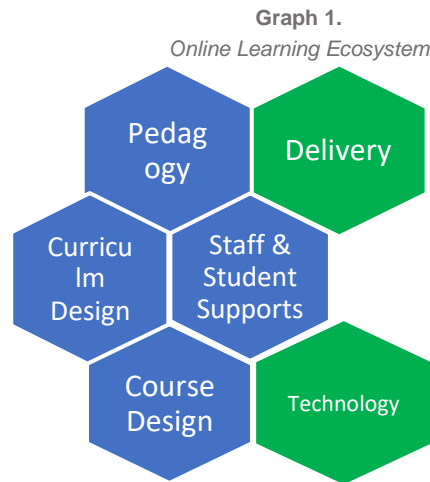 Graph 1.
Online Learning Ecosystem
Pedag
ogy
Delivery
Curricu
lm
Design
Staff &
Student
Supports
Course
Design
Technology